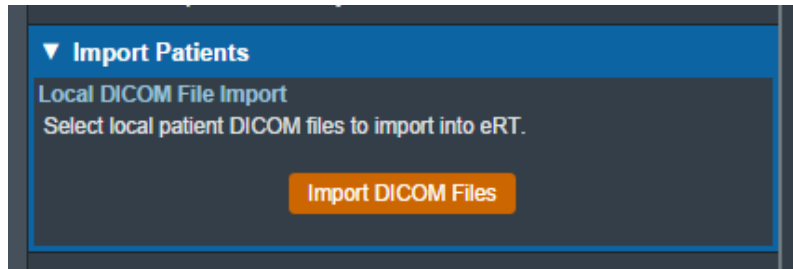 Import Patients
Local DICOM File Import
Select local patient DICOM files to import into eRT.
Import DICOM Files